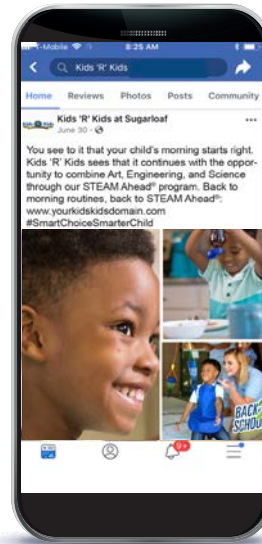 T-Mobile
8:25 AM
Kids 'R' Kids
Home Reviews Photos Posts Community
Kids 'R' Kids at Sugarloaf
June 30
You see to it that your child's morning starts right.
Kids 'R' Kids sees that it continues with the oppor-
tunity to combine Art, Engineering, and Science
through our STEAM Ahead® program. Back to
morning routines, back to STEAM Ahead®:
www.yourkidskidsdomain.com
#SmartChoiceSmarterChild
BACK
SCHOO
9+